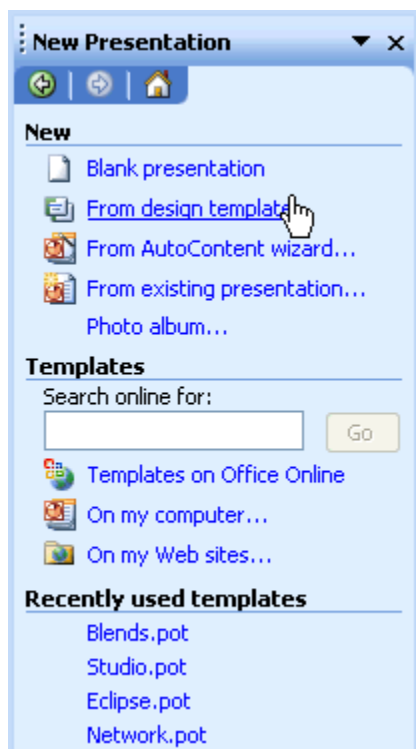 New Presentation
New
Blank presentation
From design template
From AutoContent wizard...
From existing presentation...
Photo album...
Templates
Search online for:
Go
Templates on Office Online
On my computer...
On my Web sites...
Recently used templates
Blends.pot
Studio.pot
Eclipse.pot
Network.pot